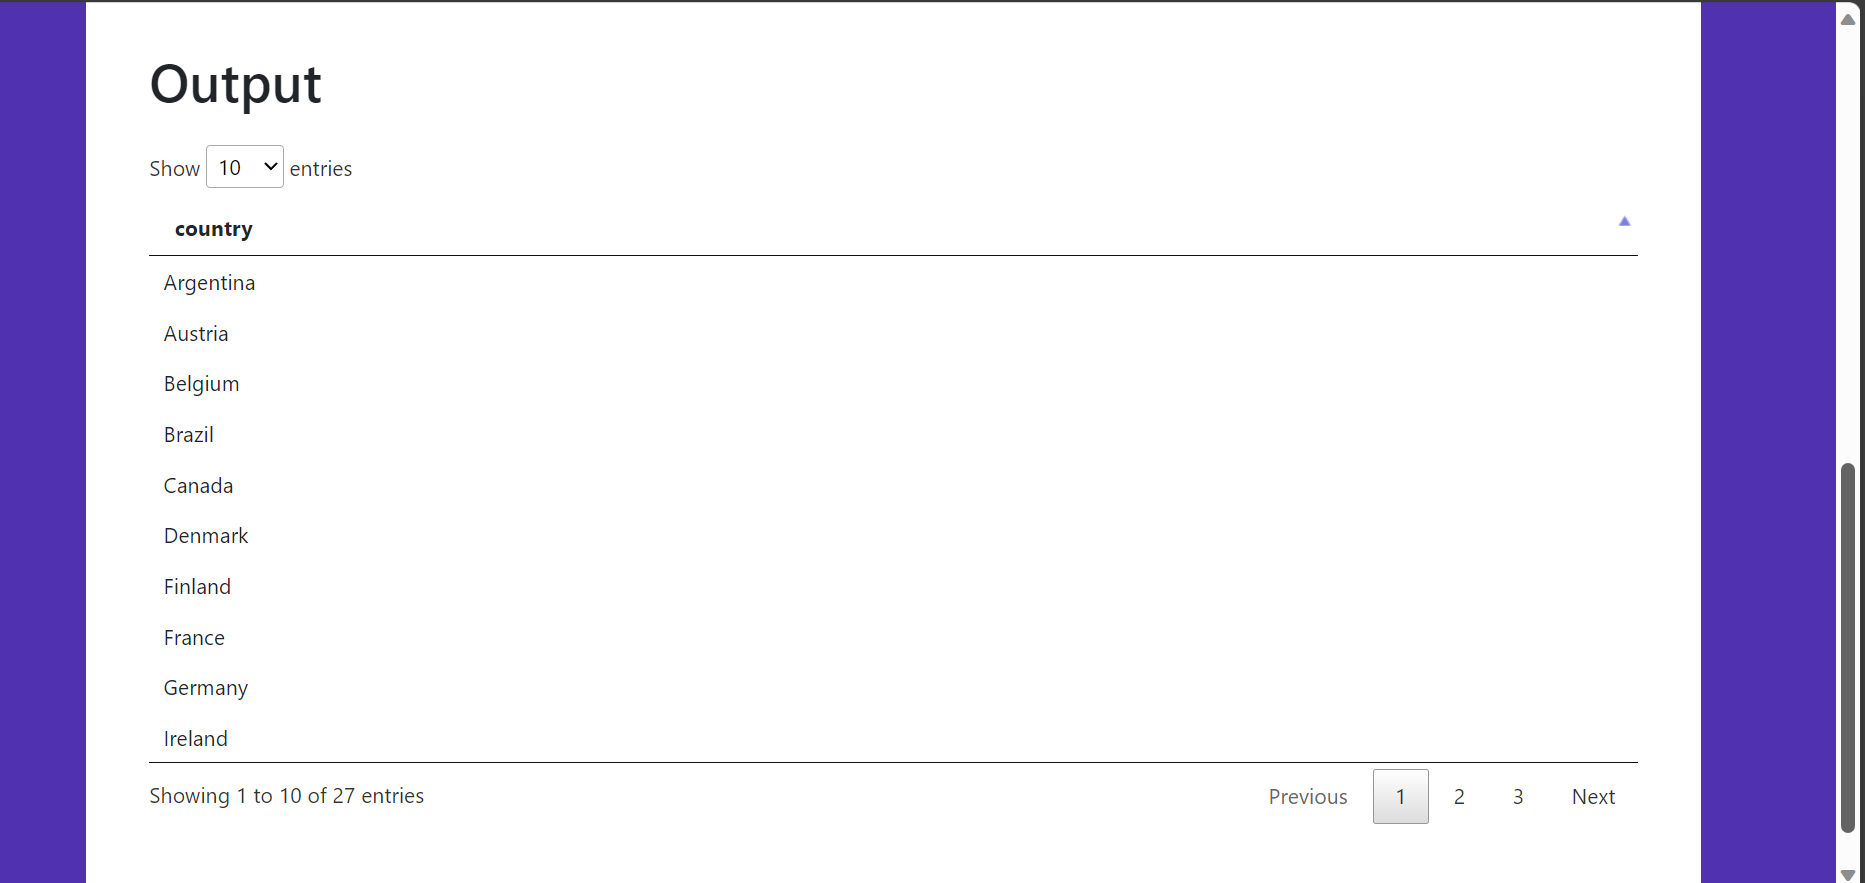 Output
Show 10 entries
country
Argentina
Austria
Belgium
Brazil
Canada
Denmark
Finland
France
Germany
Ireland
Showing 1 to 10 of 27 entries
Previous 1 2 3 Next